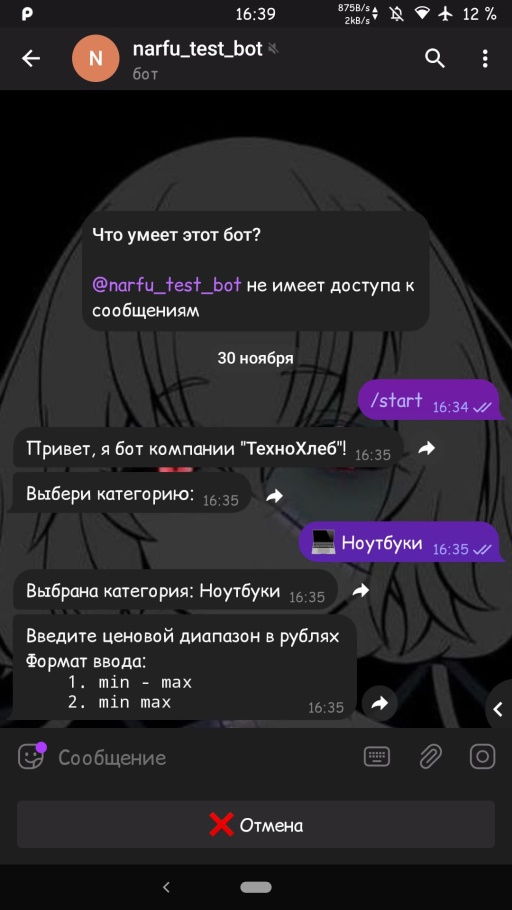 16:39
875B/s
2kB/s
12 %
N
narfu_test_bot
бот
Что умеет этот бот?
@narfu_test_bot не имеет доступа к
сообщениям
30 ноября
/start 16:34
Привет, я бот компании "ТехноХлеб"! 16:35
Выбери категорию: 16:35
Ноутбуки 16:35
Выбрана категория: Ноутбуки 16:35
Введите ценовой диапазон в рублях
Формат ввода:
1. min - max
2. min max
16:35
Сообщение
Отмена